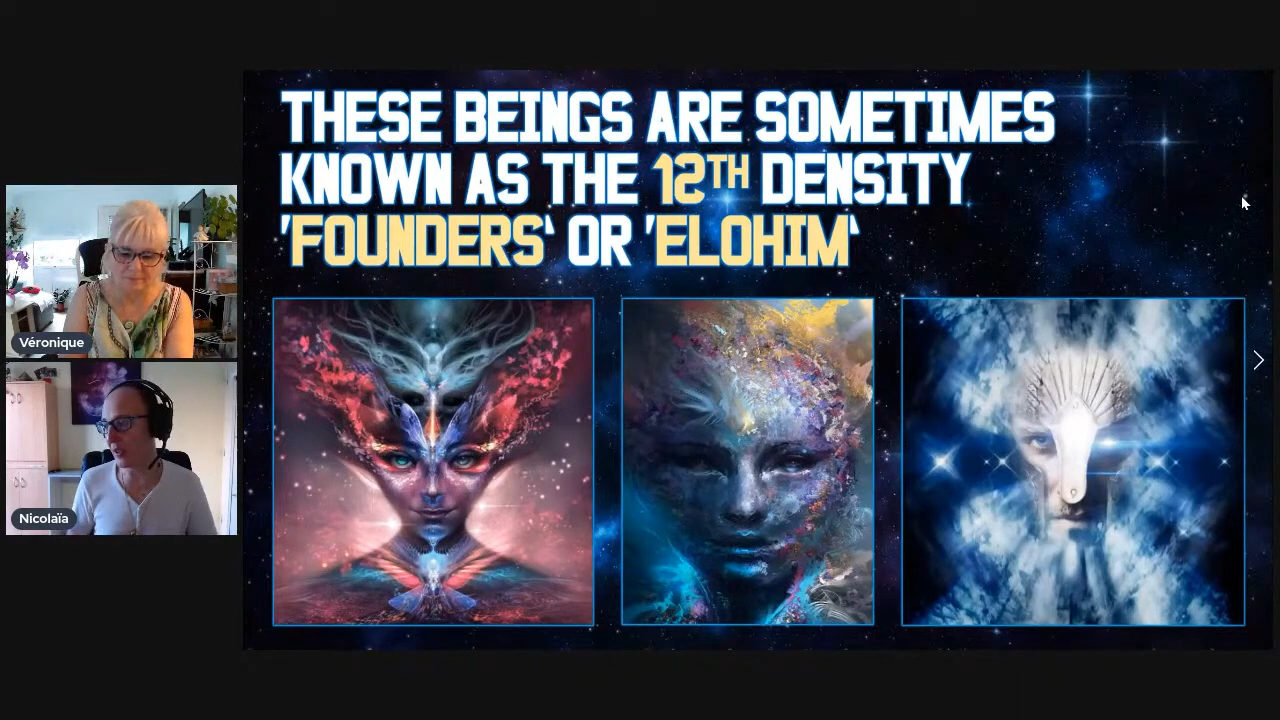 THESE BEINGS ARE SOMETIMES
KNOWN AS THE 12TH DENSITY
'FOUNDERS‘ OR 'ELOHIM‘
Véronique
Nicolaïa